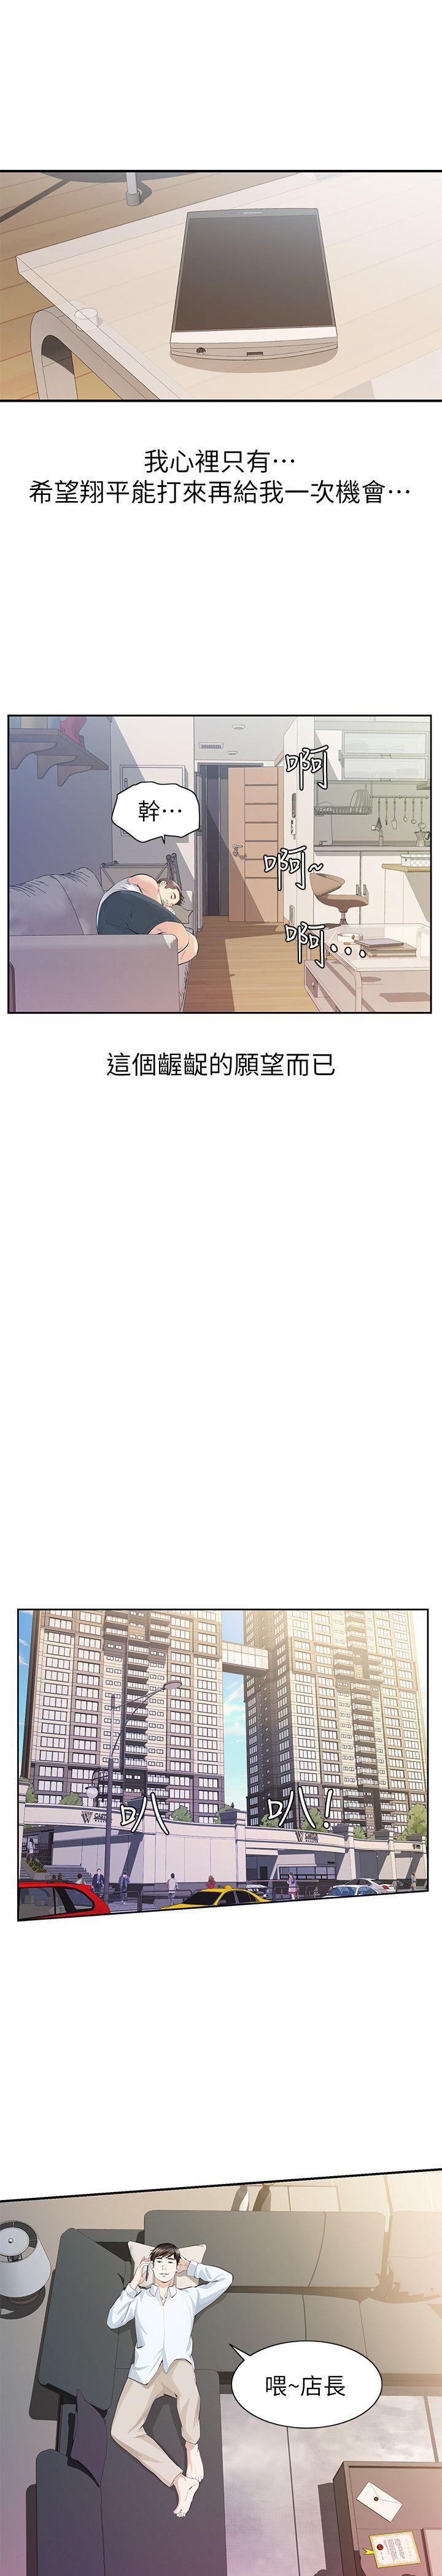 我心裡只有…
希望翔平能打來再給我一次機會…
幹…
啊
啊~
啊…
這個齷齪的願望而已
叭
叭!
喂~店長